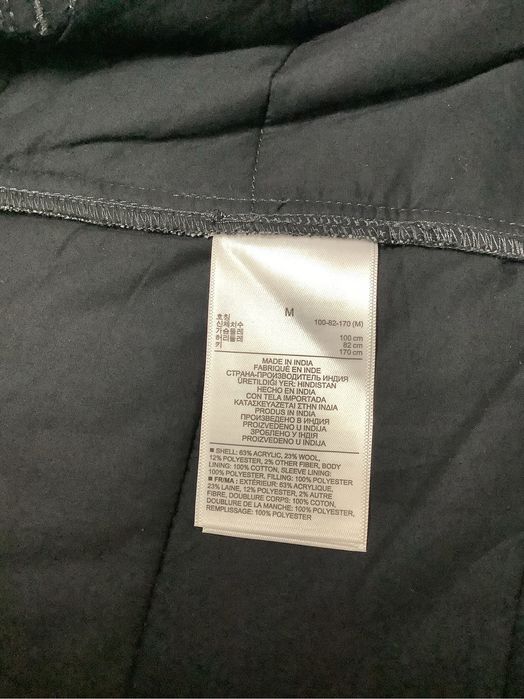 M
호칭 100-82-170 (M)
신체치수
가슴둘레 100 cm
허리둘레 82 cm
키 170 cm
MADE IN INDIA
FABRIQUÉ EN INDE
СТРАНА-ПРОИЗВОДИТЕЛЬ ИНДИЯ
ÜRETILDIĞI YER: HINDISTAN
HECHO EN INDIA
CON TELA IMPORTADA
ΚΑΤΑΣΚΕΥΑΖΕΤΑΙ ΣΤΗΝ ΙΝΔΙΑ
PRODUS IN INDIA
ПРОИЗВЕДЕНО В ИНДИЯ
PROIZVEDENO U INDIJA
ЗРОБЛЕНО У ІНДІЯ
PROIZVEDENO U INDIJI
■ SHELL: 63% ACRYLIC, 23% WOOL,
12% POLYESTER, 2% OTHER FIBER, BODY
LINING: 100% COTTON, SLEEVE LINING:
100% POLYESTER, FILLING: 100% POLYESTER
■ FR/MA: EXTÉRIEUR: 63% ACRYLIQUE,
23% LAINE, 12% POLYESTER, 2% AUTRE
FIBRE, DOUBLURE CORPS: 100% COTON,
DOUBLURE DE LA MANCHE: 100% POLYESTER,
REMPLISSAGE: 100% POLYESTER